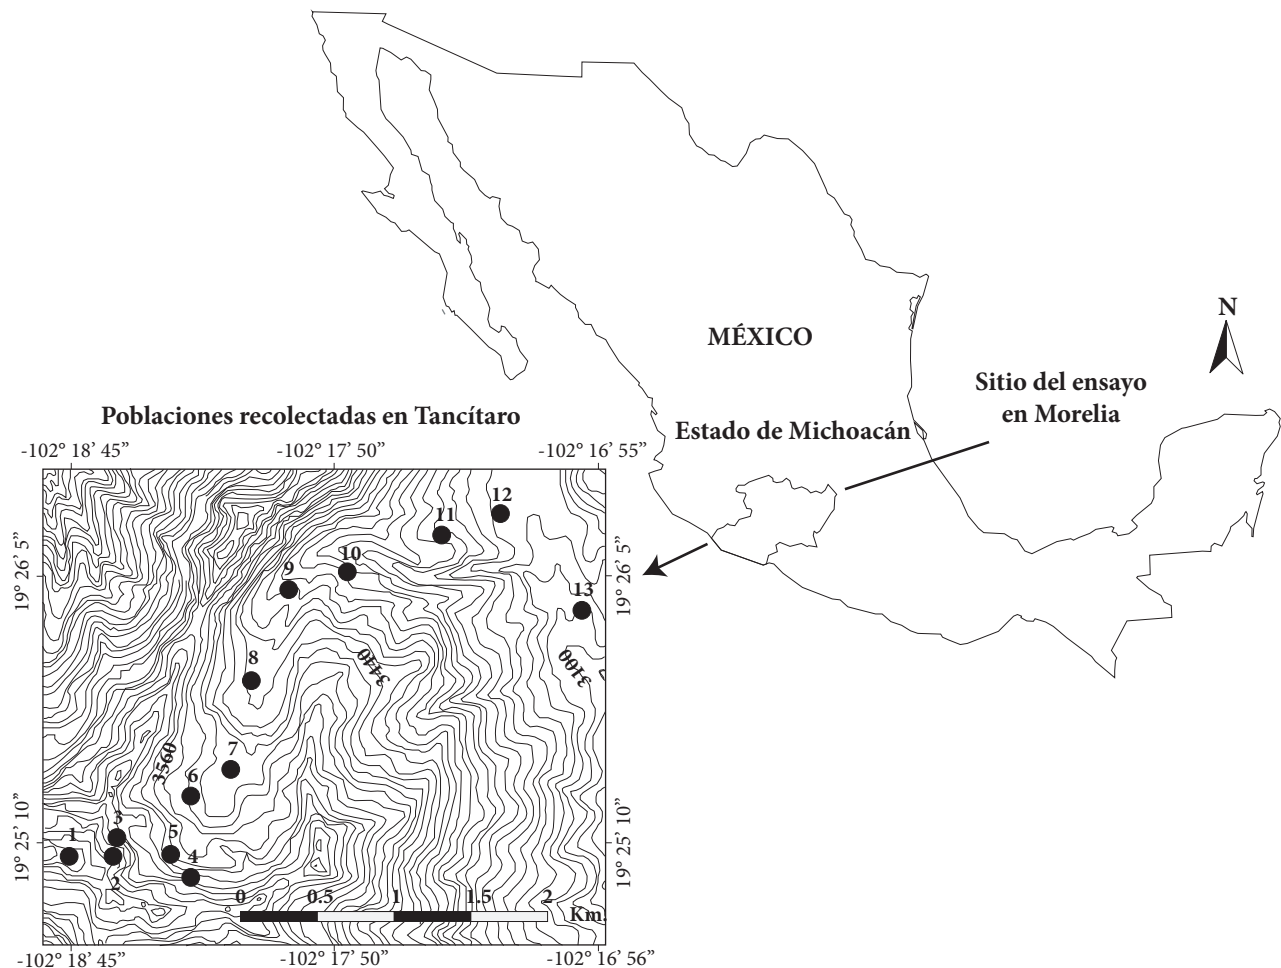 N
MÉXICO
Sitio del ensayo
en Morelia
Estado de Michoacán
Poblaciones recolectadas en Tancítaro
-102° 18’ 45”
-102° 17’ 50”
-102° 16’ 55”
12
11
10
9
13
19° 26’ 5”
19° 26’ 5”
8
3440
3100
7
3560
6
3
5
1
4
2
19° 25’ 10”
19° 25’ 10”
0
0.5
1
1.5
2
Km.
-102° 18’ 45”
-102° 17’ 50”
-102° 16’ 56”